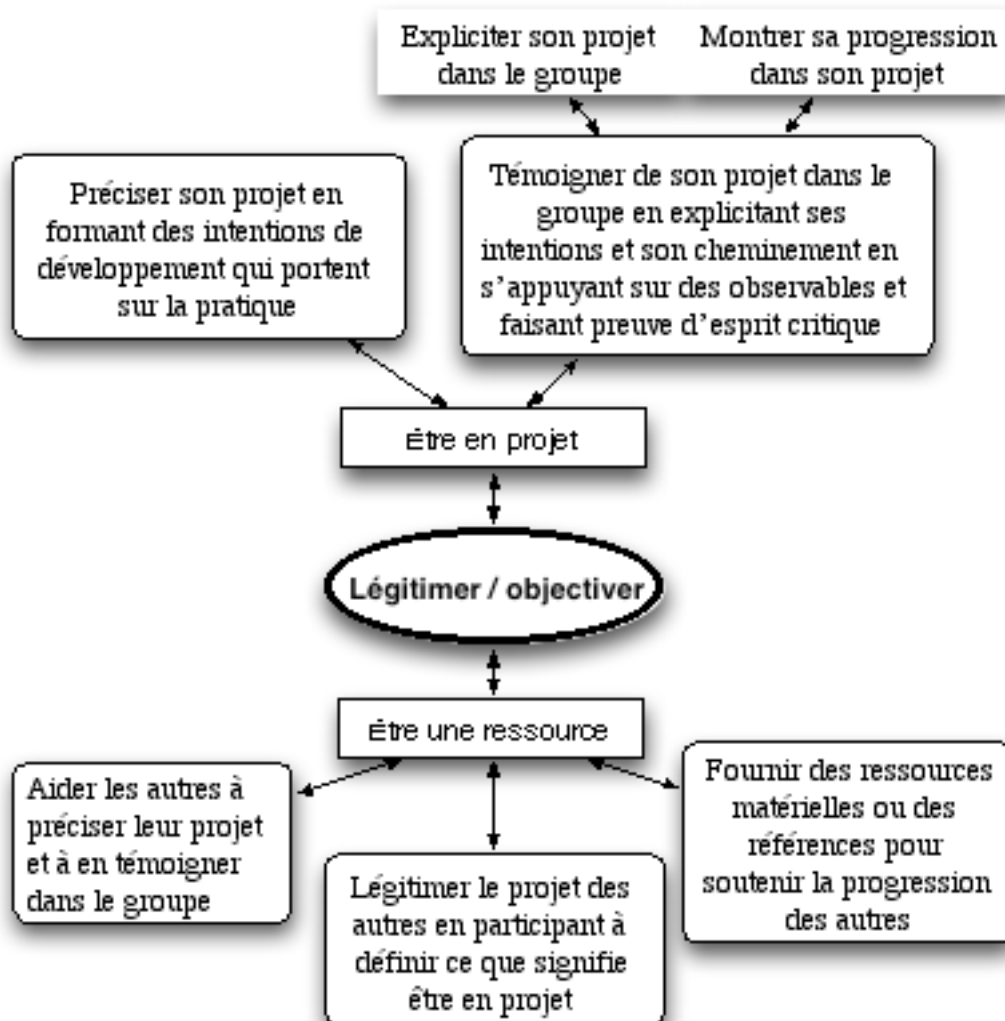 Expliciter son projet
dans le groupe
Montrer sa progression
dans son projet
Préciser son projet en
formant des intentions de
développement qui portent
sur la pratique
Témoigner de son projet dans le
groupe en explicitant ses
intentions et son cheminement en
s'appuyant sur des observables et
faisant preuve d'esprit critique
Être en projet
Légitimer / objectiver
Être une ressource
Aider les autres à
préciser leur projet
et à en témoigner
dans le groupe
Légitimer le projet des
autres en participant à
définir ce que signifie
être en projet
Fournir des ressources
matérielles ou des
références pour
soutenir la progression
des autres